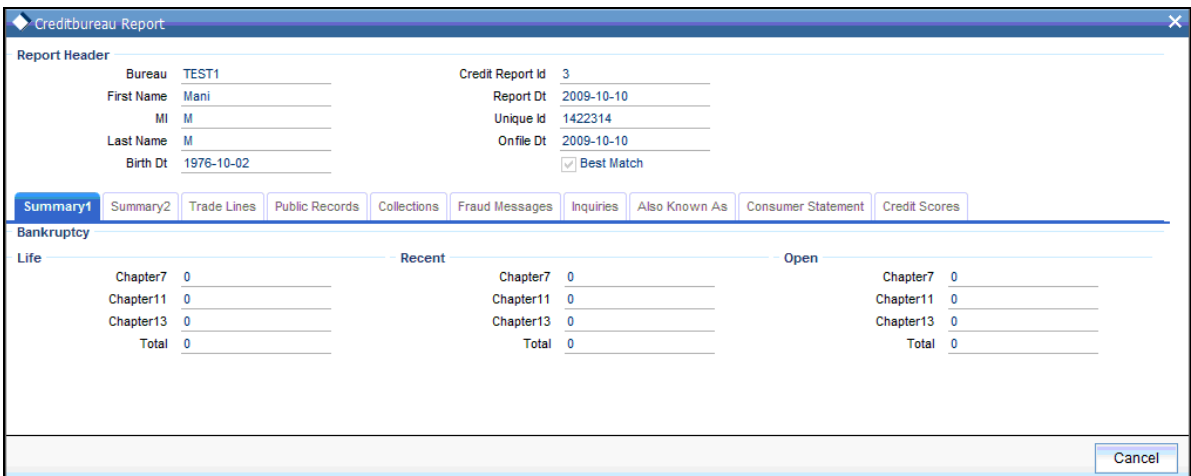 Creditbureau Report
Report Header
Bureau TEST1 Credit Report Id 3
First Name Mani Report Dt 2009-10-10
MI M Unique Id 1422314
Last Name M Onfile Dt 2009-10-10
Birth Dt 1976-10-02 Best Match
Summary1 Summary2 Trade Lines Public Records Collections Fraud Messages Inquiries Also Known As Consumer Statement Credit Scores
Bankruptcy
Life Recent Open
Chapter7 0 Chapter7 0 Chapter7 0
Chapter11 0 Chapter11 0 Chapter11 0
Chapter13 0 Chapter13 0 Chapter13 0
Total 0 Total 0 Total 0
Cancel